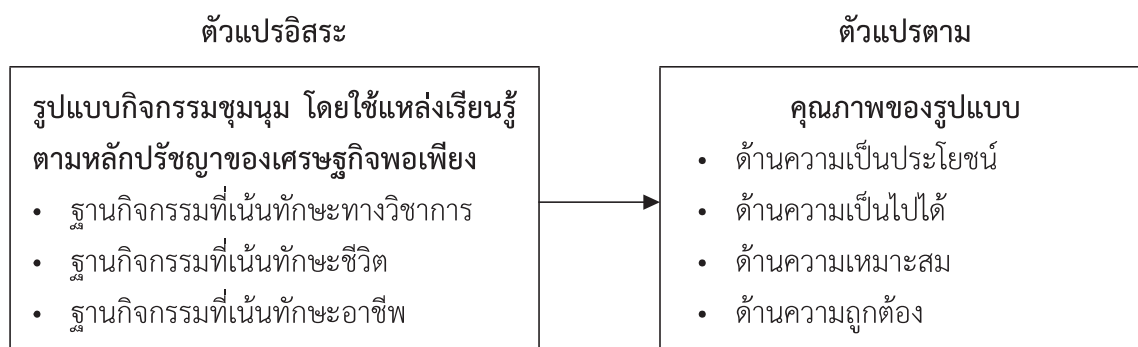 ตัวแปรอิสระ
รูปแบบกิจกรรมชุมนุม โดยใช้แหล่งเรียนรู้
ตามหลักปรัชญาของเศรษฐกิจพอเพียง
• ฐานกิจกรรมที่เน้นทักษะทางวิชาการ
• ฐานกิจกรรมที่เน้นทักษะชีวิต
• ฐานกิจกรรมที่เน้นทักษะอาชีพ
ตัวแปรตาม
คุณภาพของรูปแบบ
• ด้านความเป็นประโยชน์
• ด้านความเป็นไปได้
• ด้านความเหมาะสม
• ด้านความถูกต้อง